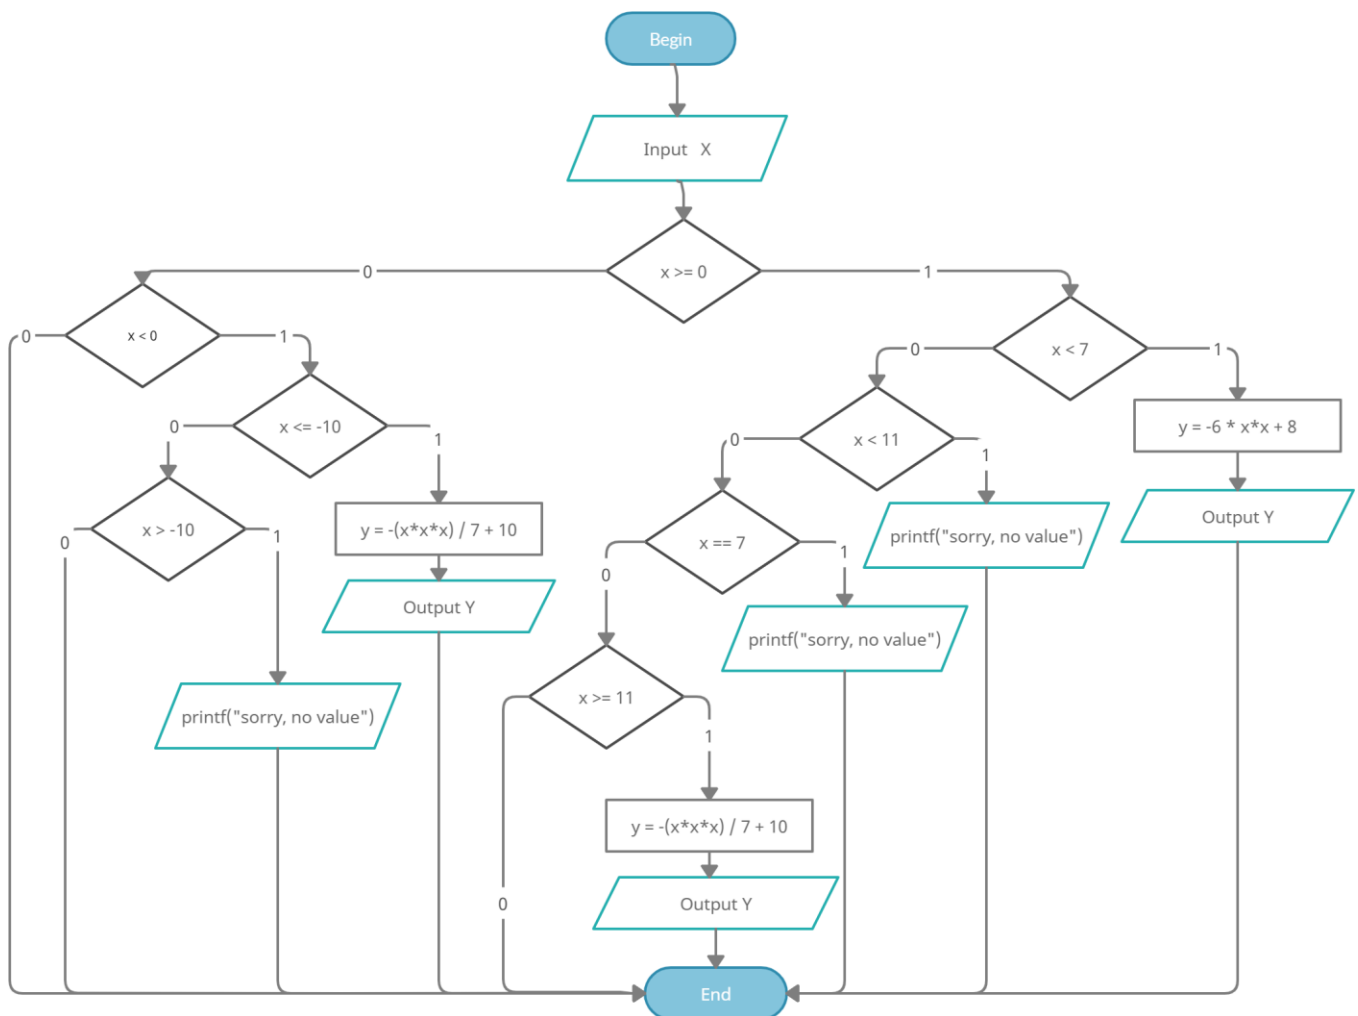 Begin
Input X
x >= 0
0
1
x < 0
0
1
x < 7
0
1
x <= -10
0
1
x < 11
0
1
y = -6 * x*x + 8
x > -10
0
1
y = -(x*x*x) / 7 + 10
x == 7
0
1
printf("sorry, no value")
Output Y
Output Y
printf("sorry, no value")
printf("sorry, no value")
x >= 11
0
1
y = -(x*x*x) / 7 + 10
Output Y
End